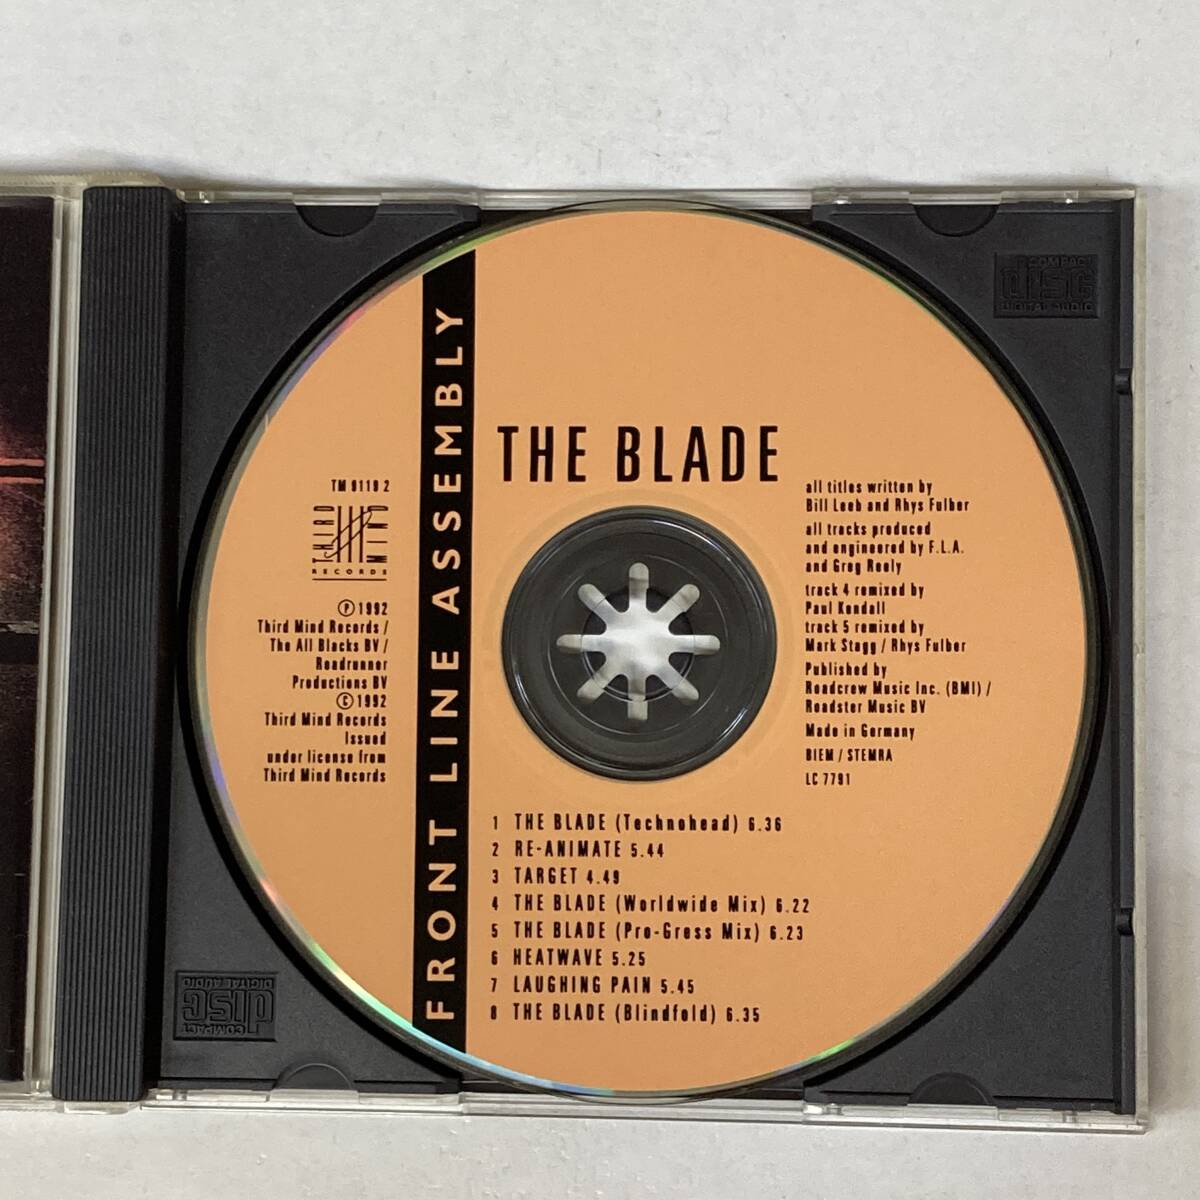 COMPACT
disc
DIGITAL AUDIO
FRONT LINE ASSEMBLY
THE BLADE
TM 9119 2
THIRD MIND
RECORDS
Ⓟ 1992
Third Mind Records /
The All Blacks BV /
Roadrunner
Productions BV
Ⓒ 1992
Third Mind Records
Issued
under license from
Third Mind Records
all titles written by
Bill Leeb and Rhys Fulber
all tracks produced
and engineered by F.L.A.
and Greg Reely
track 4 remixed by
Paul Kendall
track 5 remixed by
Mark Stagg / Rhys Fulber
Published by
Roadcrew Music Inc. (BMI) /
Roadster Music BV
Made in Germany
BIEM / STEMRA
LC 7791
1 THE BLADE (Technohead) 6.36
2 RE-ANIMATE 5.44
3 TARGET 4.49
4 THE BLADE (Worldwide Mix) 6.22
5 THE BLADE (Pro-Gress Mix) 6.23
6 HEATWAVE 5.25
7 LAUGHING PAIN 5.45
8 THE BLADE (Blindfold) 6.35
COMPACT
disc
DIGITAL AUDIO